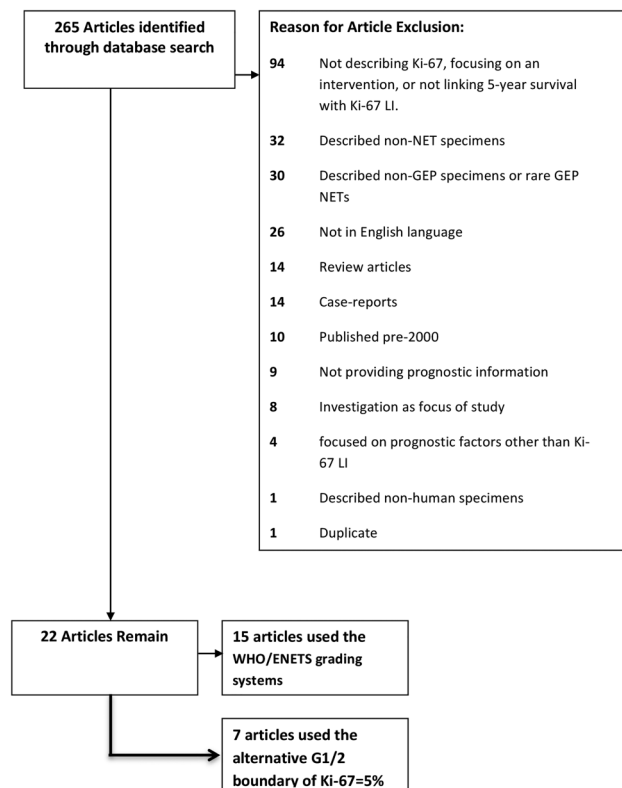 265 Articles identified
through database search
Reason for Article Exclusion:
94 Not describing Ki-67, focusing on an
intervention, or not linking 5-year survival
with Ki-67 LI.
32 Described non-NET specimens
30 Described non-GEP specimens or rare GEP
NETs
26 Not in English language
14 Review articles
14 Case-reports
10 Published pre-2000
9 Not providing prognostic information
8 Investigation as focus of study
4 focused on prognostic factors other than Ki-
67 LI
1 Described non-human specimens
1 Duplicate
22 Articles Remain
15 articles used the
WHO/ENETS grading
systems
7 articles used the
alternative G1/2
boundary of Ki-67=5%